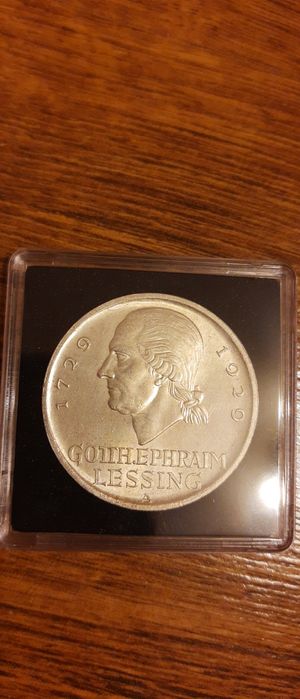 1729 1929
GOTTH.EPHRAIM
LESSING
A